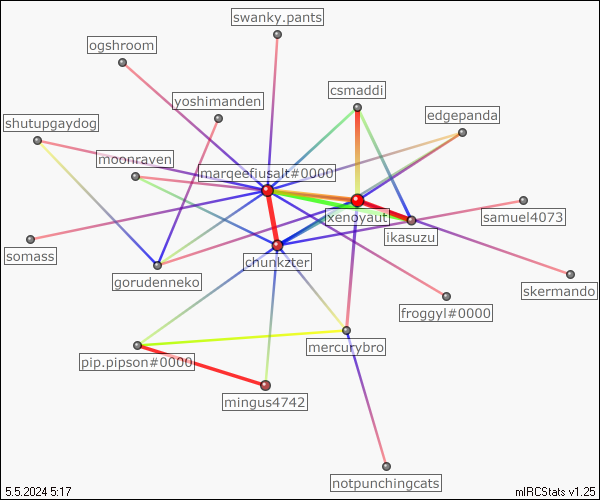 swanky.pants
ogshroom
csmaddi
yoshimanden
edgepanda
shutupgaydog
moonraven
marqeefiusalt#0000
xenoyaut
samuel4073
ikasuzu
somass
chunkzter
gorudenneko
skermando
froggyl#0000
mercurybro
pip.pipson#0000
mingus4742
notpunchingcats
5.5.2024 5:17
mIRCStats v1.25